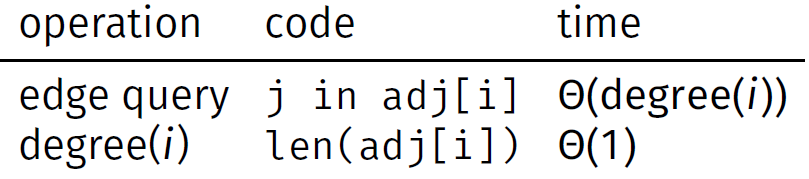 operation code time
edge query j in adj[i] Θ(degree(i))
degree(i) len(adj[i]) Θ(1)